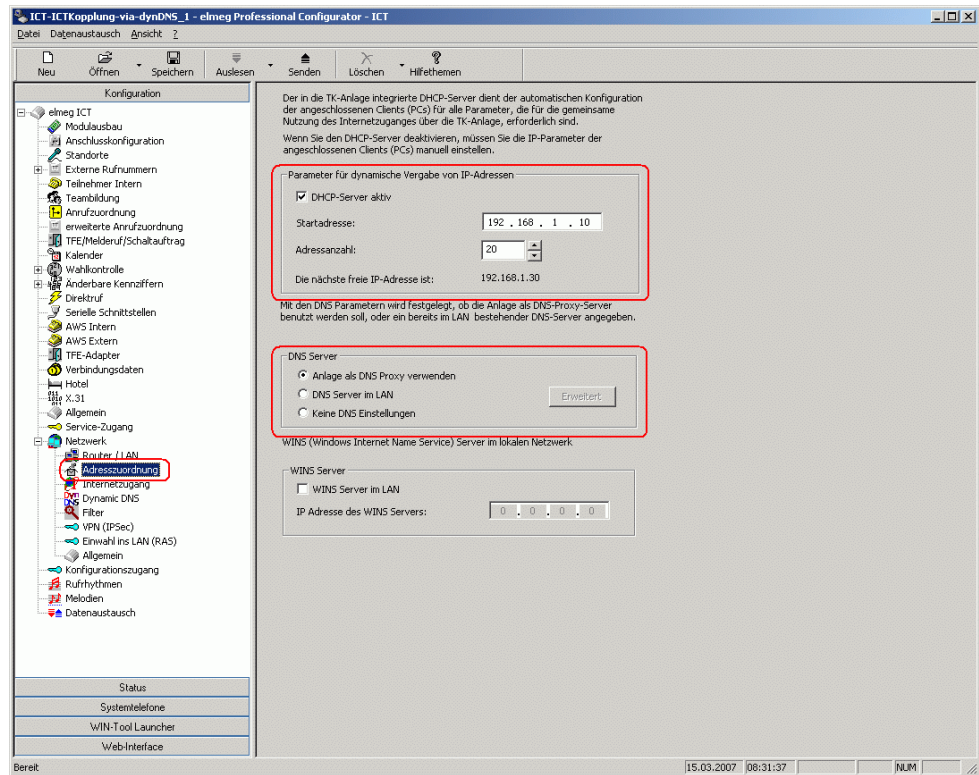 ICT-ICTKopplung-via-dynDNS_1 - elmeg Professional Configurator - ICT
Datei Datenaustausch Ansicht ?
Neu Öffnen Speichern Auslesen Senden Löschen Hilfethemen
Konfiguration
elmeg ICT
Modulausbau
Anschlusskonfiguration
Standorte
Externe Rufnummern
Teilnehmer Intern
Teambildung
Anrufzuordnung
erweiterte Anrufzuordnung
TFE/Melderuf/Schaltauftrag
Kalender
Wahlkontrolle
Änderbare Kennziffern
Direktruf
Serielle Schnittstellen
AWS Intern
AWS Extern
TFE-Adapter
Verbindungsdaten
Hotel
X.31
Allgemein
Service-Zugang
Netzwerk
Router / LAN
Adresszuordnung
Internetzugang
Dynamic DNS
Filter
VPN (IPSec)
Einwahl ins LAN (RAS)
Allgemein
Konfigurationszugang
Rufrhythmen
Melodien
Datenaustausch
Status
Systemtelefone
WIN-Tool Launcher
Web-Interface
Der in die TK-Anlage integrierte DHCP-Server dient der automatischen Konfiguration
der angeschlossenen Clients (PCs) für alle Parameter, die für die gemeinsame
Nutzung des Internetzuganges über die TK-Anlage, erforderlich sind.
Wenn Sie den DHCP-Server deaktivieren, müssen Sie die IP-Parameter der
angeschlossenen Clients (PCs) manuell einstellen.
Parameter für dynamische Vergabe von IP-Adressen
DHCP-Server aktiv
Startadresse: 192 . 168 . 1 . 10
Adressanzahl: 20
Die nächste freie IP-Adresse ist: 192.168.1.30
Mit den DNS Parametern wird festgelegt, ob die Anlage als DNS-Proxy-Server
benutzt werden soll, oder ein bereits im LAN bestehender DNS-Server angegeben.
DNS Server
Anlage als DNS Proxy verwenden
DNS Server im LAN
Erweitert
Keine DNS Einstellungen
WINS (Windows Internet Name Service) Server im lokalen Netzwerk
WINS Server
WINS Server im LAN
IP Adresse des WINS Servers: 0 . 0 . 0 . 0
Bereit 15.03.2007 08:31:37 NUM